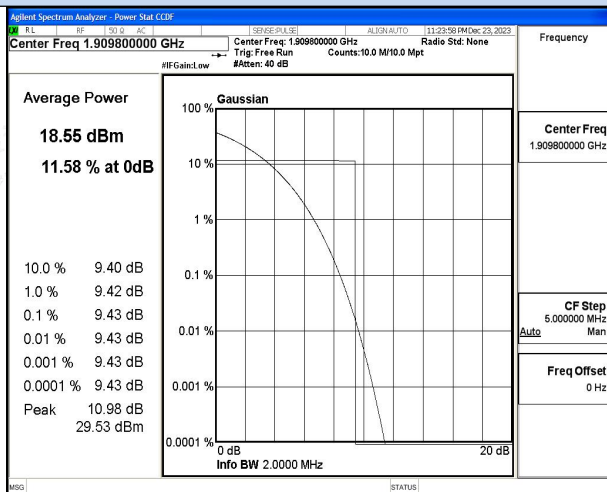 Agilent Spectrum Analyzer - Power Stat CCDF
RL RF 50 Ω AC SENSE:PULSE ALIGN AUTO 11:23:58 PM Dec 23, 2023
Center Freq 1.909800000 GHz
Center Freq: 1.909800000 GHz Radio Std: None
Trig: Free Run Counts:10.0 M/10.0 Mpt
#IFGain:Low #Atten: 40 dB
Frequency
Average Power
18.55 dBm
11.58 % at 0dB
10.0 % 9.40 dB
1.0 % 9.42 dB
0.1 % 9.43 dB
0.01 % 9.43 dB
0.001 % 9.43 dB
0.0001 % 9.43 dB
Peak 10.98 dB
29.53 dBm
Gaussian
100 %
10 %
1 %
0.1 %
0.01 %
0.001 %
0.0001 %
0 dB 20 dB
Info BW 2.0000 MHz
Center Freq
1.909800000 GHz
CF Step
5.000000 MHz
Auto Man
Freq Offset
0 Hz
MSG STATUS